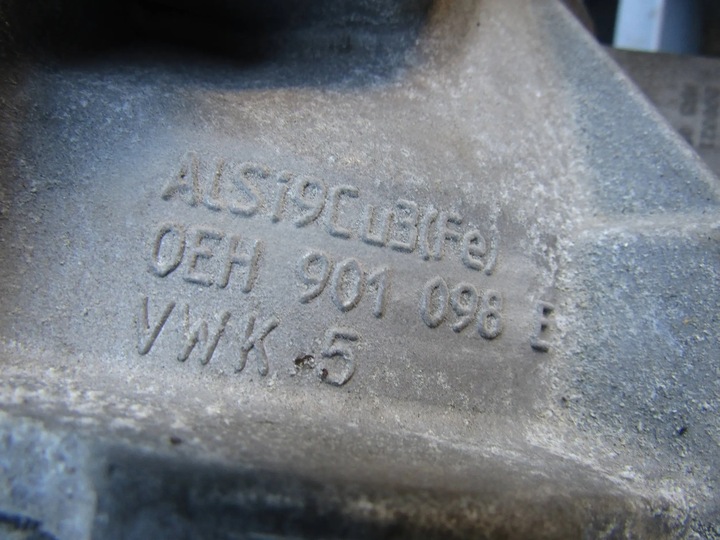 ALSi9Cu3(Fe)
0EH 901 098 E
VWK 5